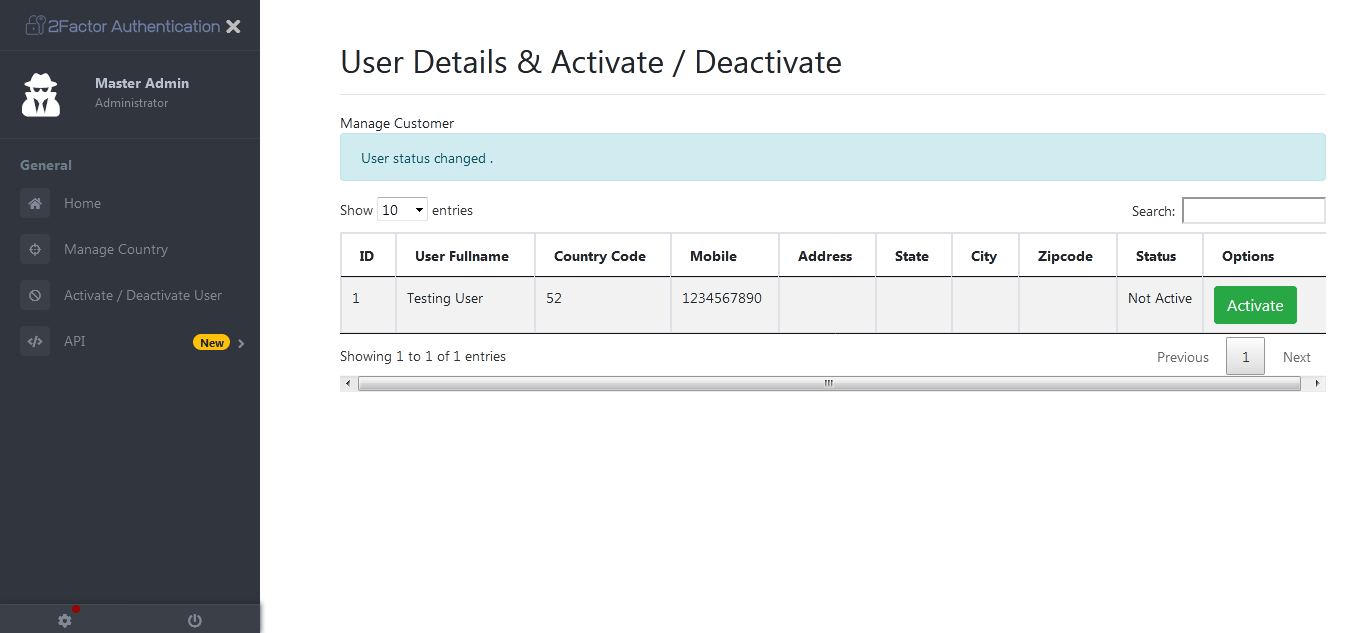 2Factor Authentication
Master Admin
Administrator
General
Home
Manage Country
Activate / Deactivate User
API New
User Details & Activate / Deactivate
Manage Customer
User status changed .
Show 10 entries Search:
ID User Fullname Country Code Mobile Address State City Zipcode Status Options
1 Testing User 52 1234567890 Not Active Activate
Showing 1 to 1 of 1 entries Previous 1 Next